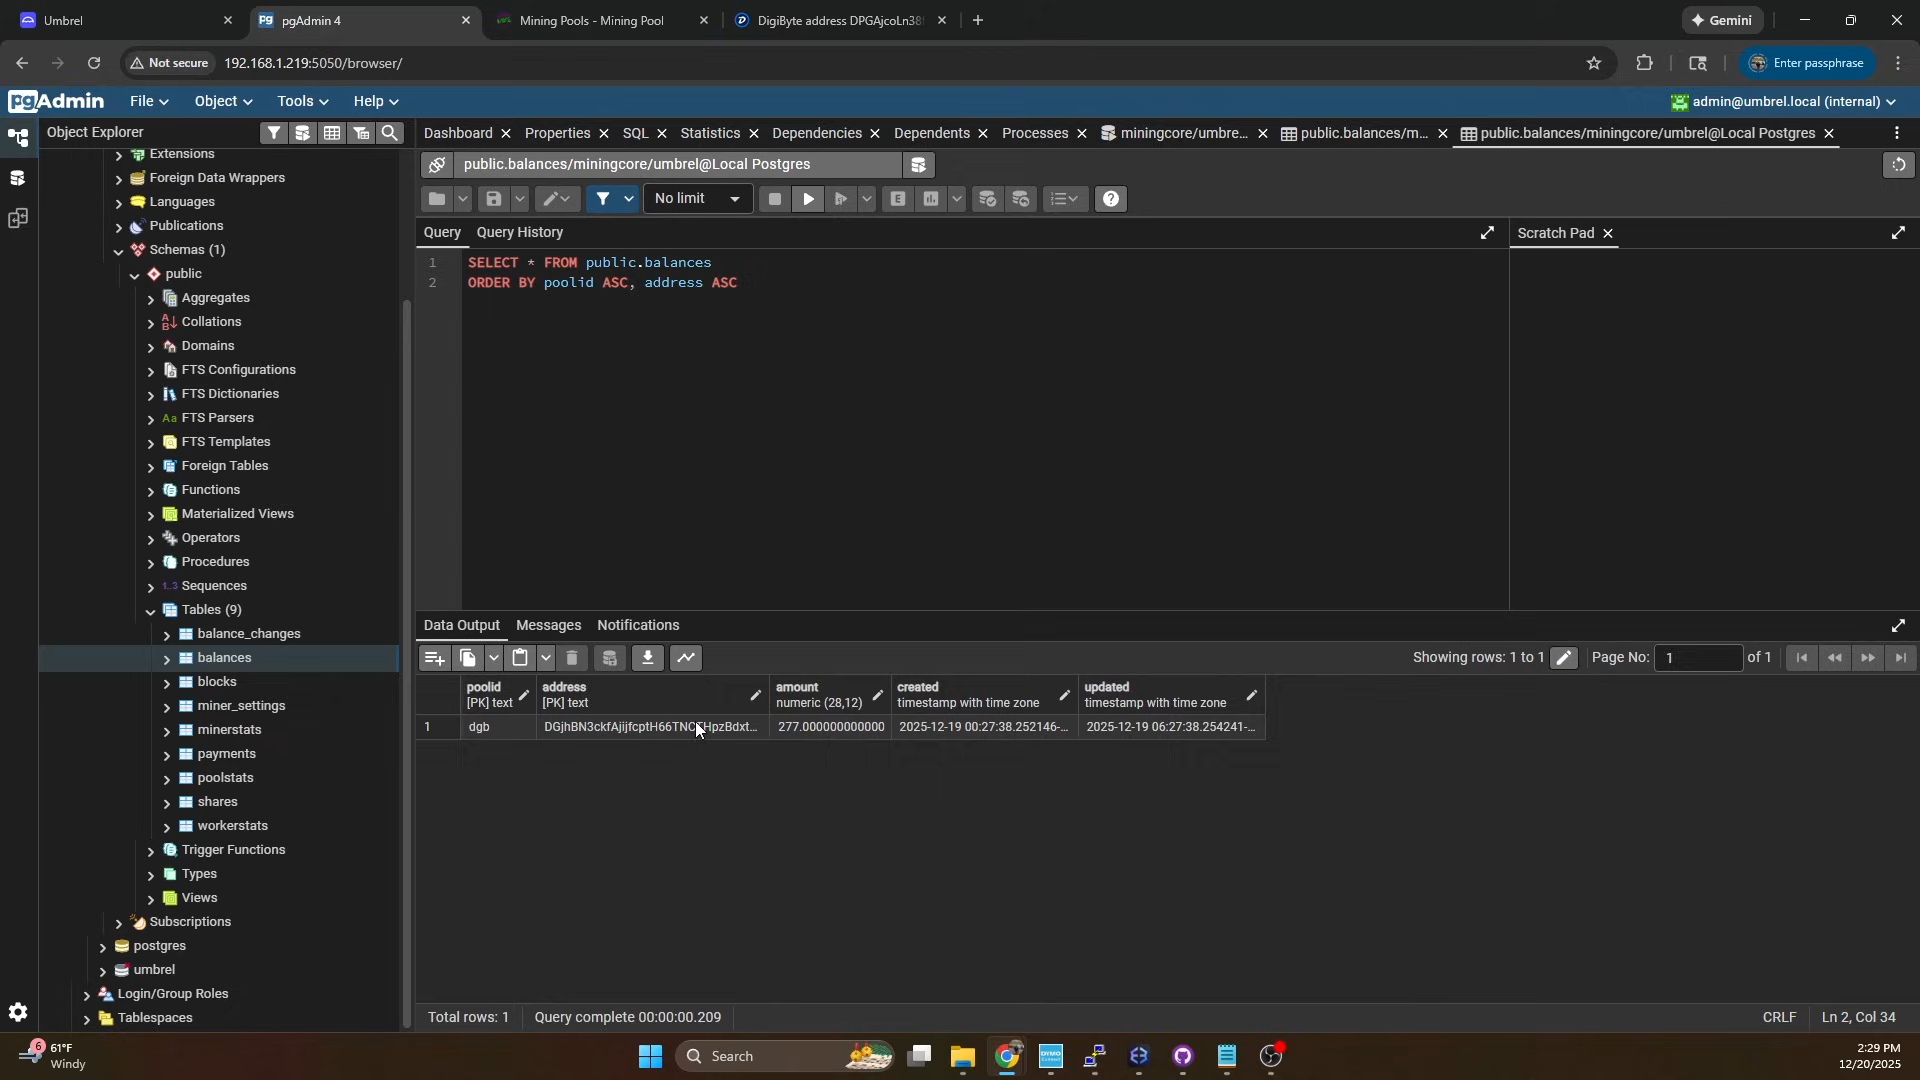 Umbrel
pgAdmin 4
Mining Pools - Mining Pool
DigiByte address DPGAjcoLn38
Gemini
Not secure
192.168.1.219:5050/browser/
Enter passphrase
pgAdmin
File
Object
Tools
Help
admin@umbrel.local (internal)
Object Explorer
Dashboard
Properties
SQL
Statistics
Dependencies
Dependents
Processes
miningcore/umbre...
public.balances/m...
public.balances/miningcore/umbrel@Local Postgres
public.balances/miningcore/umbrel@Local Postgres
No limit
E
Query
Query History
Scratch Pad
1
SELECT * FROM public.balances
2
ORDER BY poolid ASC, address ASC
Extensions
Foreign Data Wrappers
Languages
Publications
Schemas (1)
public
Aggregates
Collations
Domains
FTS Configurations
FTS Dictionaries
Aa FTS Parsers
FTS Templates
Foreign Tables
Functions
Materialized Views
Operators
Procedures
1..3 Sequences
Tables (9)
balance_changes
balances
blocks
miner_settings
minerstats
payments
poolstats
shares
workerstats
Trigger Functions
Types
Views
Subscriptions
postgres
umbrel
Login/Group Roles
Tablespaces
Data Output
Messages
Notifications
Showing rows: 1 to 1
Page No:
1
of 1
poolid
[PK] text
address
[PK] text
amount
numeric (28,12)
created
timestamp with time zone
updated
timestamp with time zone
1
dgb
277.000000000000
2025-12-19 00:27:38.252146-...
2025-12-19 06:27:38.254241-...
Total rows: 1
Query complete 00:00:00.209
CRLF
Ln 2, Col 34
6
61°F
Windy
Search
DYMO
2:29 PM
12/20/2025